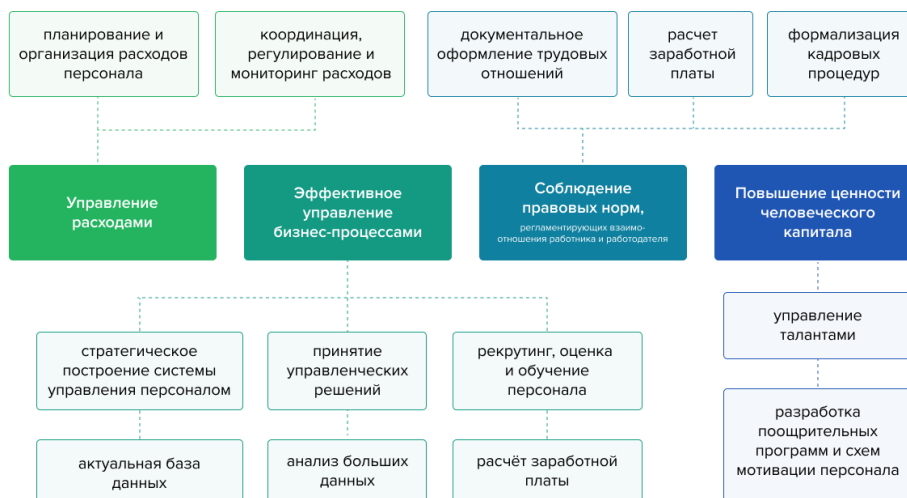 планирование и
организация расходов
персонала
координация,
регулирование и
мониторинг расходов
документальное
оформление трудовых
отношений
расчет
заработной
платы
формализация
кадровых
процедур
Управление
расходами
Эффективное
управление
бизнес-процессами
Соблюдение
правовых норм,
регламентирующих взаимо-
отношения работника и работодателя
Повышение ценности
человеческого
капитала
стратегическое
построение системы
управления персоналом
принятие
управленческих
решений
рекрутинг, оценка
и обучение
персонала
управление
талантами
актуальная база
данных
анализ больших
данных
расчёт заработной
платы
разработка
поощрительных
программ и схем
мотивации персонала